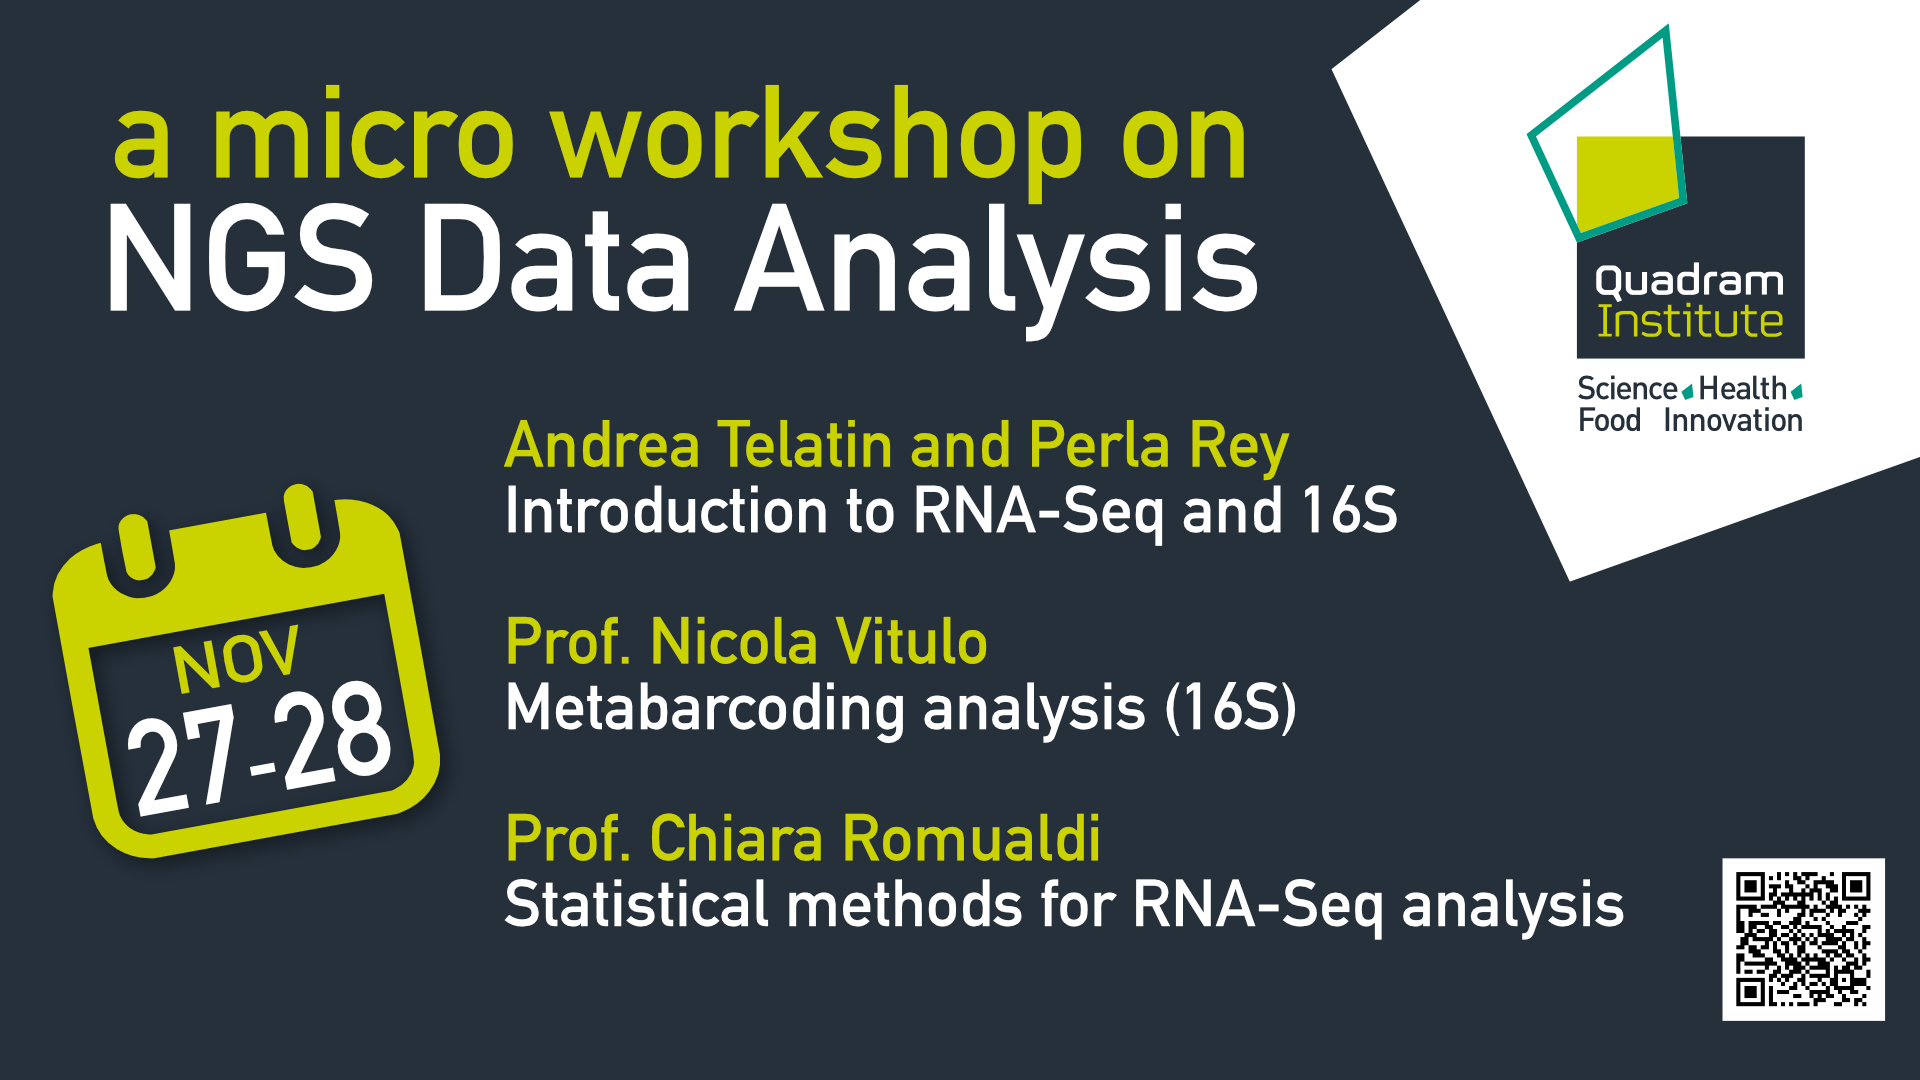 a micro workshop on
NGS Data Analysis
Quadram
Institute
Science Health
Food Innovation
Andrea Telatin and Perla Rey
Introduction to RNA-Seq and 16S
Prof. Nicola Vitulo
Metabarcoding analysis (16S)
Prof. Chiara Romualdi
Statistical methods for RNA-Seq analysis
NOV
27-28